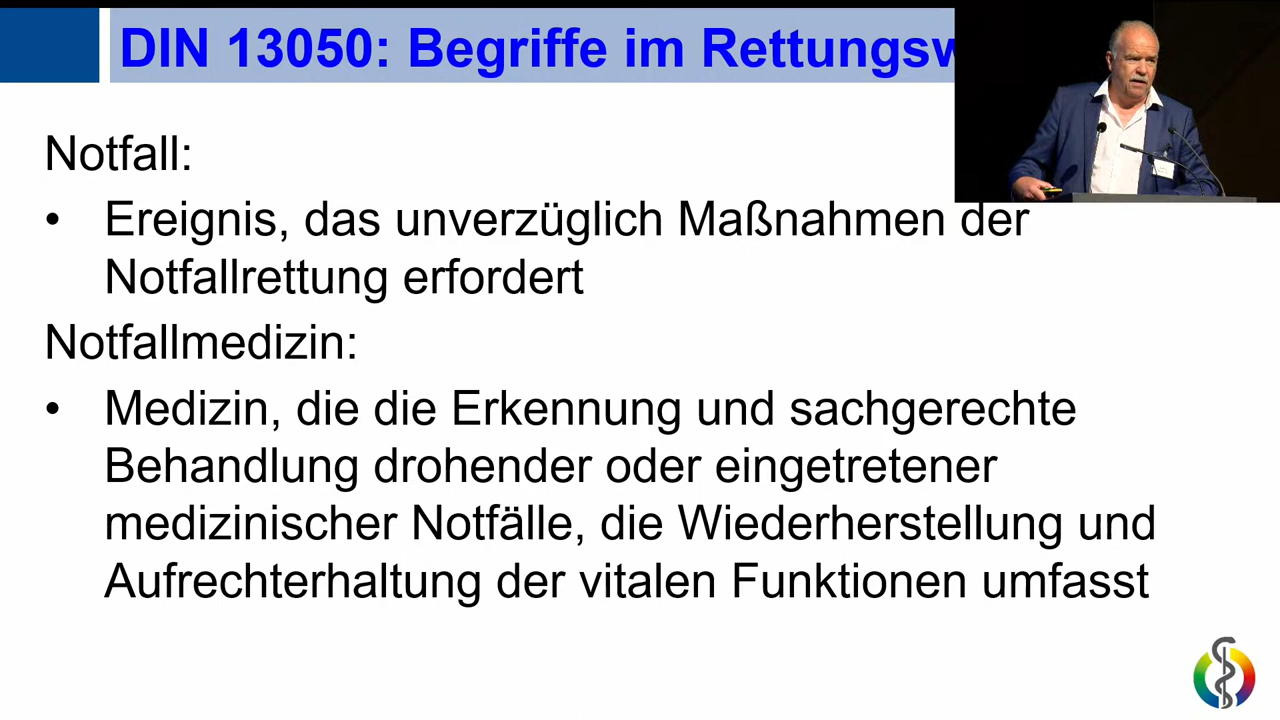 DIN 13050: Begriffe im Rettungsw
Notfall:
• Ereignis, das unverzüglich Maßnahmen der
Notfallrettung erfordert
Notfallmedizin:
• Medizin, die die Erkennung und sachgerechte
Behandlung drohender oder eingetretener
medizinischer Notfälle, die Wiederherstellung und
Aufrechterhaltung der vitalen Funktionen umfasst